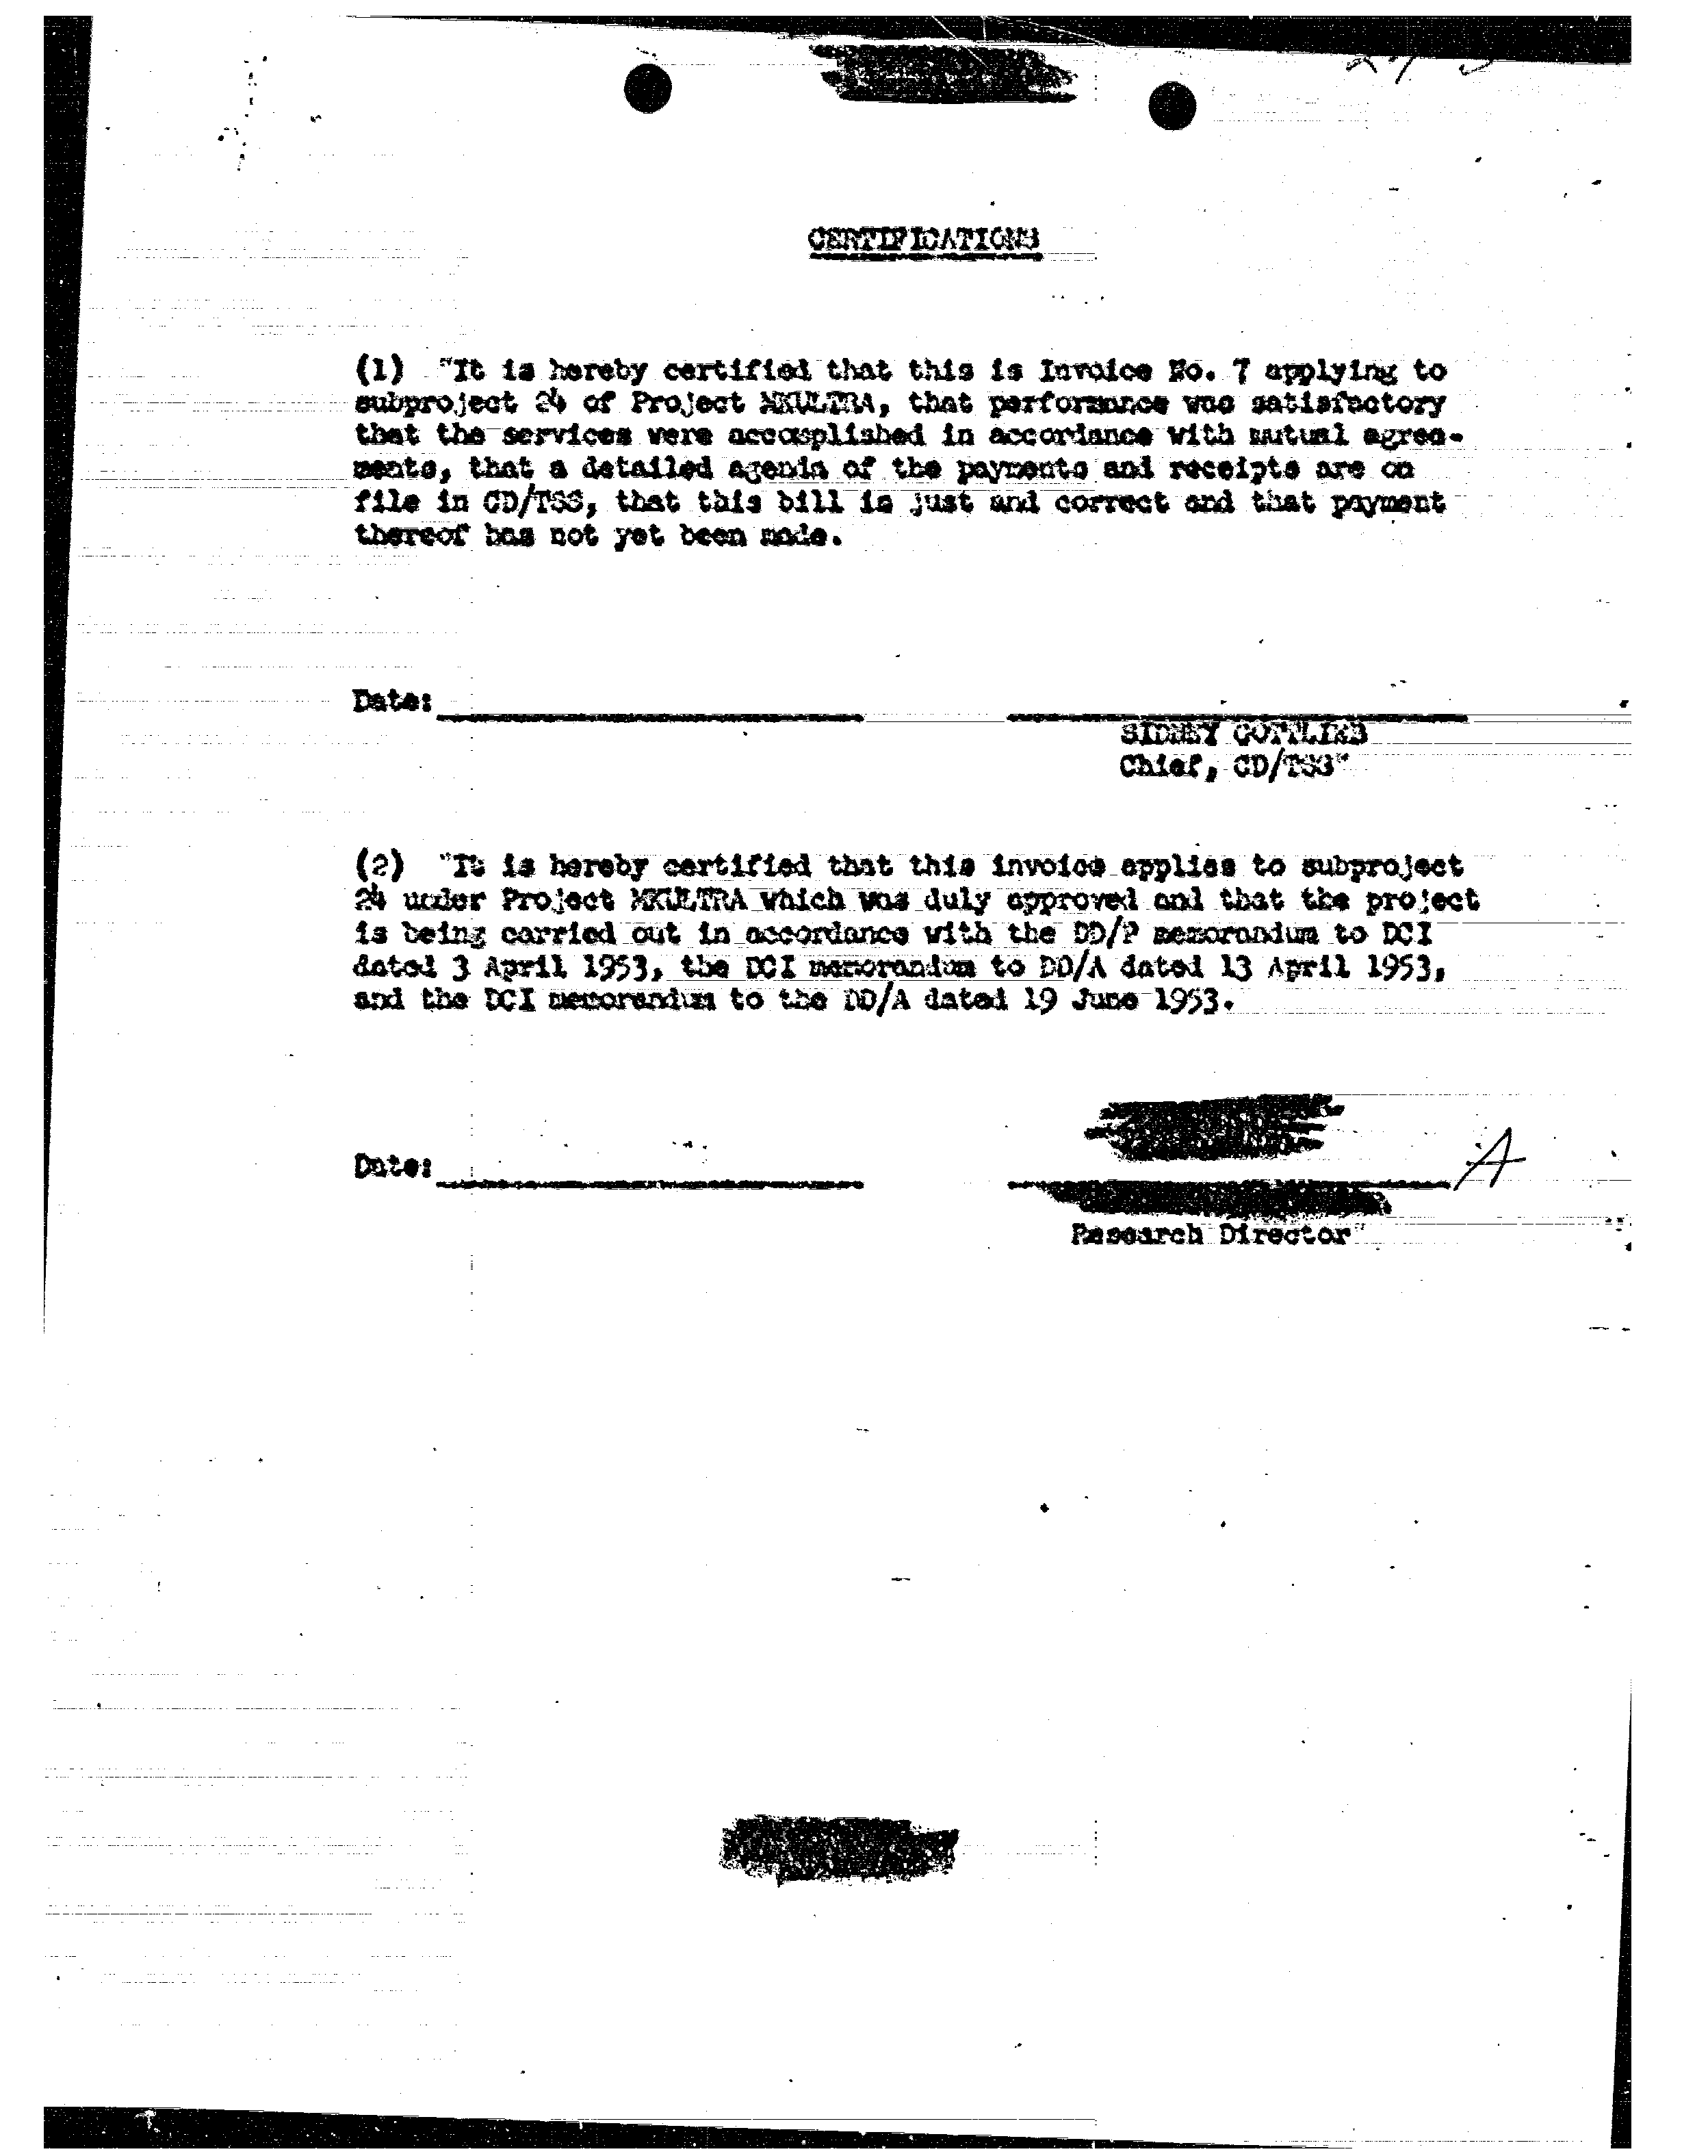 CERTIFICATIONS
(1) "It is hereby certified that this is Invoice No. 7 applying to
subproject 24 of Project MKULTRA, that performance was satisfactory
that the services were accomplished in accordance with mutual agree-
ments, that a detailed agenda of the payments and receipts are on
file in CD/TSS, that this bill is just and correct and that payment
thereof has not yet been made.
Date:
SIDNEY GOTTLIEB
Chief, CD/TSS"
(2) "It is hereby certified that this invoice applies to subproject
24 under Project MKULTRA which was duly approved and that the project
is being carried out in accordance with the DD/P memorandum to DCI
dated 3 April 1953, the DCI memorandum to DD/A dated 13 April 1953,
and the DCI memorandum to the DD/A dated 19 June 1953.
Date:
A
Research Director"